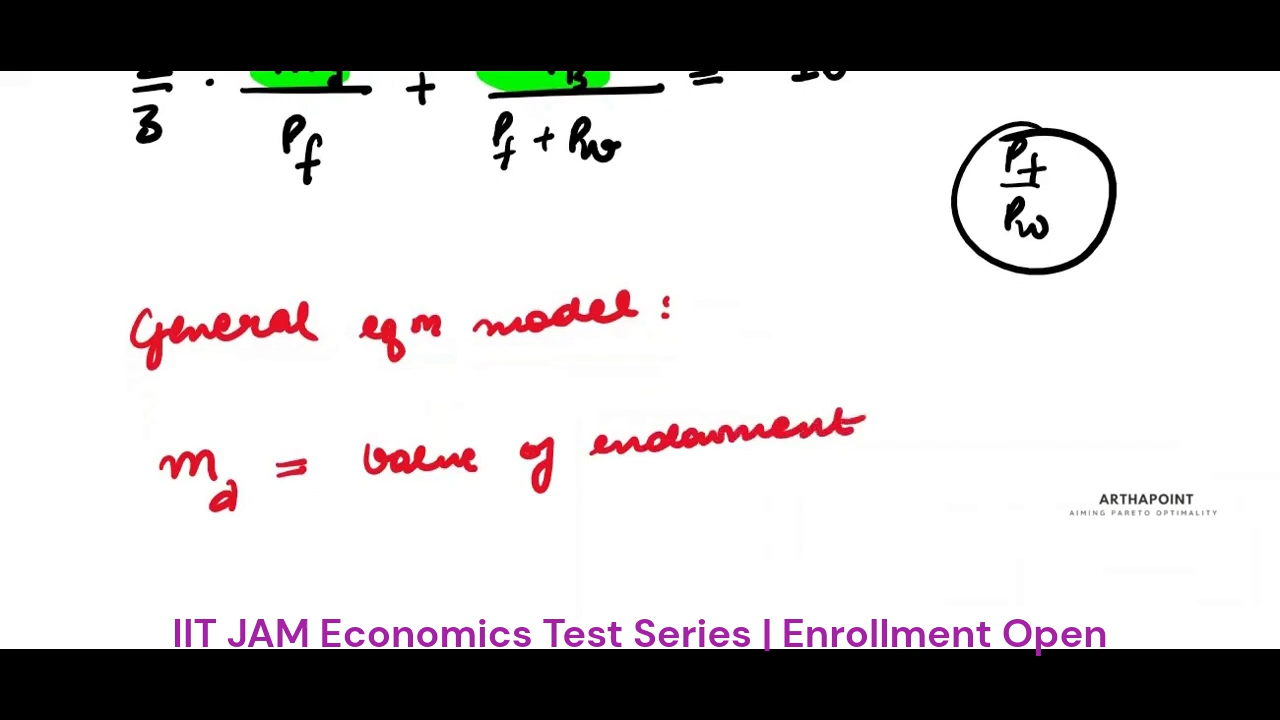 3 · P_f + P_f + P_w =
P_f
P_w
General eqm model :
m_d = value of endowment
ARTHAPOINT
AIMING PARETO OPTIMALITY
IIT JAM Economics Test Series | Enrollment Open